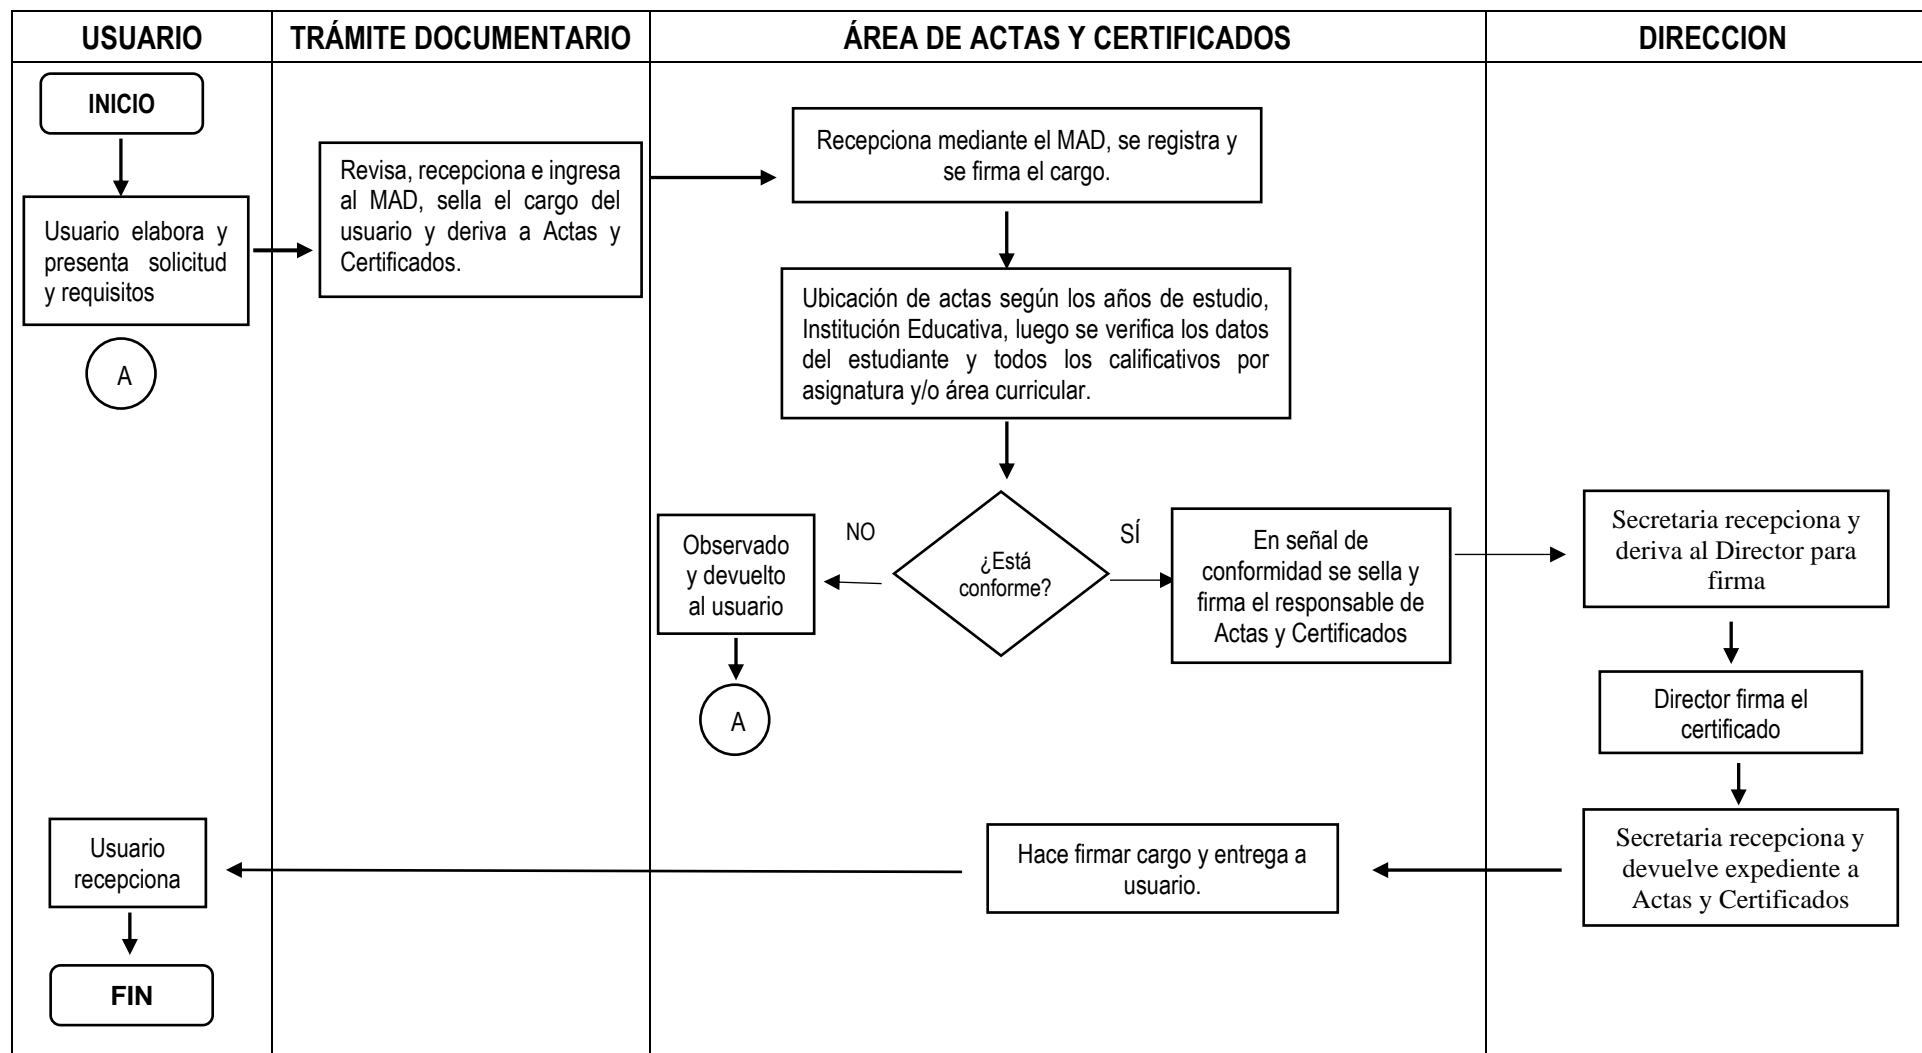 USUARIO
TRÁMITE DOCUMENTARIO
ÁREA DE ACTAS Y CERTIFICADOS
DIRECCION
INICIO
Usuario elabora y
presenta solicitud
y requisitos
A
Revisa, recepciona e ingresa
al MAD, sella el cargo del
usuario y deriva a Actas y
Certificados.
Recepciona mediante el MAD, se registra y
se firma el cargo.
Ubicación de actas según los años de estudio,
Institución Educativa, luego se verifica los datos
del estudiante y todos los calificativos por
asignatura y/o área curricular.
¿Está
conforme?
NO
Observado
y devuelto
al usuario
A
SÍ
En señal de
conformidad se sella y
firma el responsable de
Actas y Certificados
Secretaria recepciona y
deriva al Director para
firma
Director firma el
certificado
Secretaria recepciona y
devuelve expediente a
Actas y Certificados
Hace firmar cargo y entrega a
usuario.
Usuario
recepciona
FIN